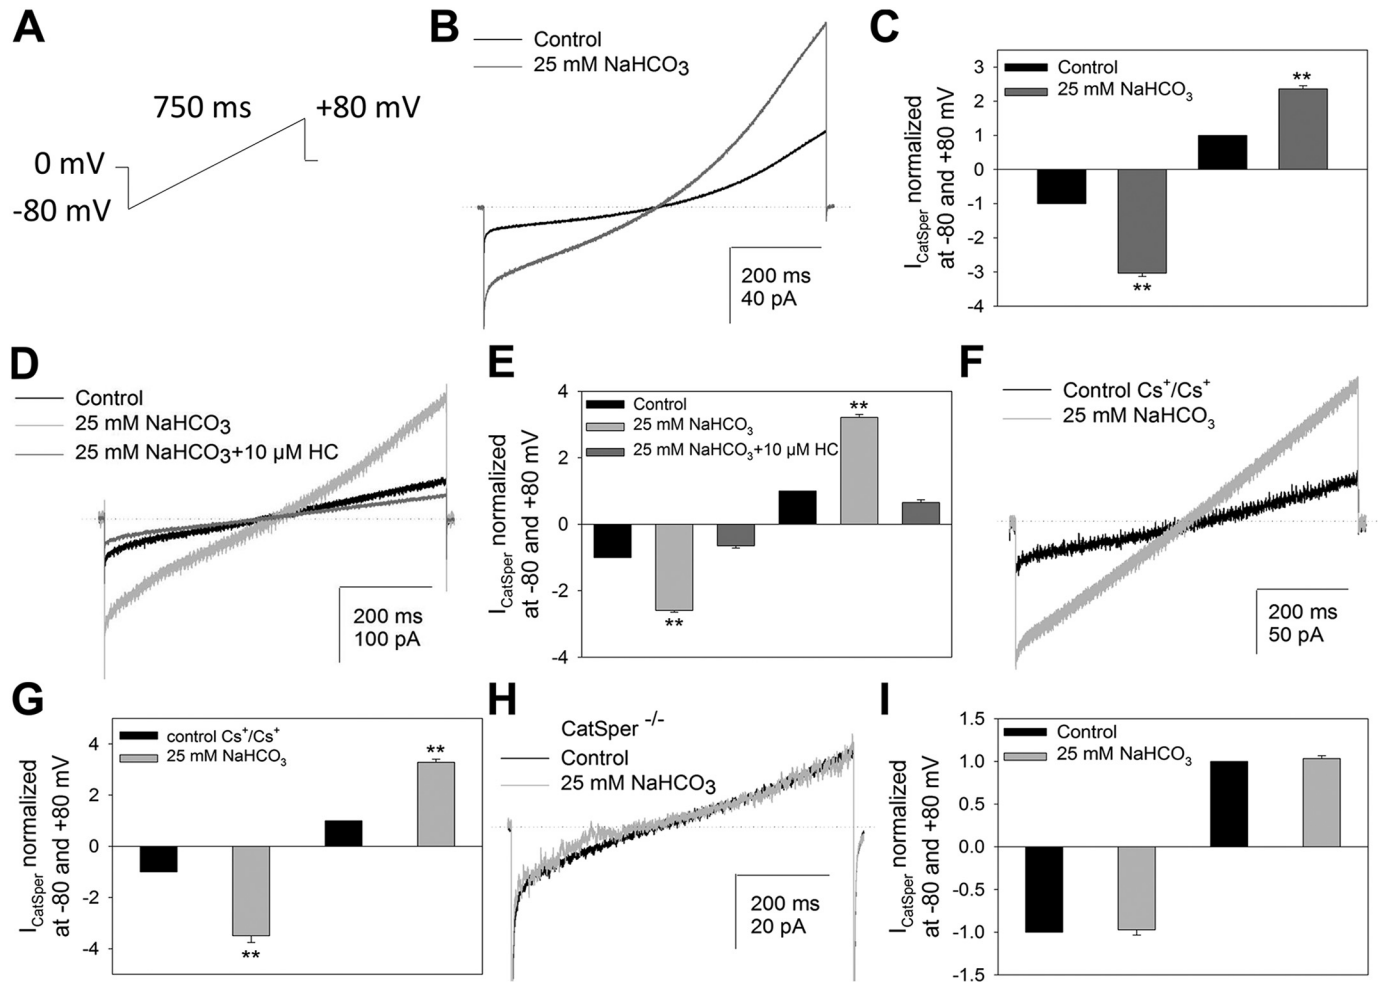 A
750 ms
+80 mV
0 mV
-80 mV
B
Control
25 mM NaHCO₃
200 ms
40 pA
C
Control
25 mM NaHCO₃
I_CatSper normalized
at -80 and +80 mV
3
2
1
0
-1
-2
-3
-4
**
**
D
Control
25 mM NaHCO₃
25 mM NaHCO₃+10 µM HC
200 ms
100 pA
E
Control
25 mM NaHCO₃
25 mM NaHCO₃+10 µM HC
I_CatSper normalized
at -80 and +80 mV
4
2
0
-2
-4
**
**
F
Control Cs⁺/Cs⁺
25 mM NaHCO₃
200 ms
50 pA
G
control Cs⁺/Cs⁺
25 mM NaHCO₃
I_CatSper normalized
at -80 and +80 mV
4
2
0
-2
-4
**
**
H
CatSper -/-
Control
25 mM NaHCO₃
200 ms
20 pA
I
Control
25 mM NaHCO₃
I_CatSper normalized
at -80 and +80 mV
1.5
1.0
0.5
0.0
-0.5
-1.0
-1.5